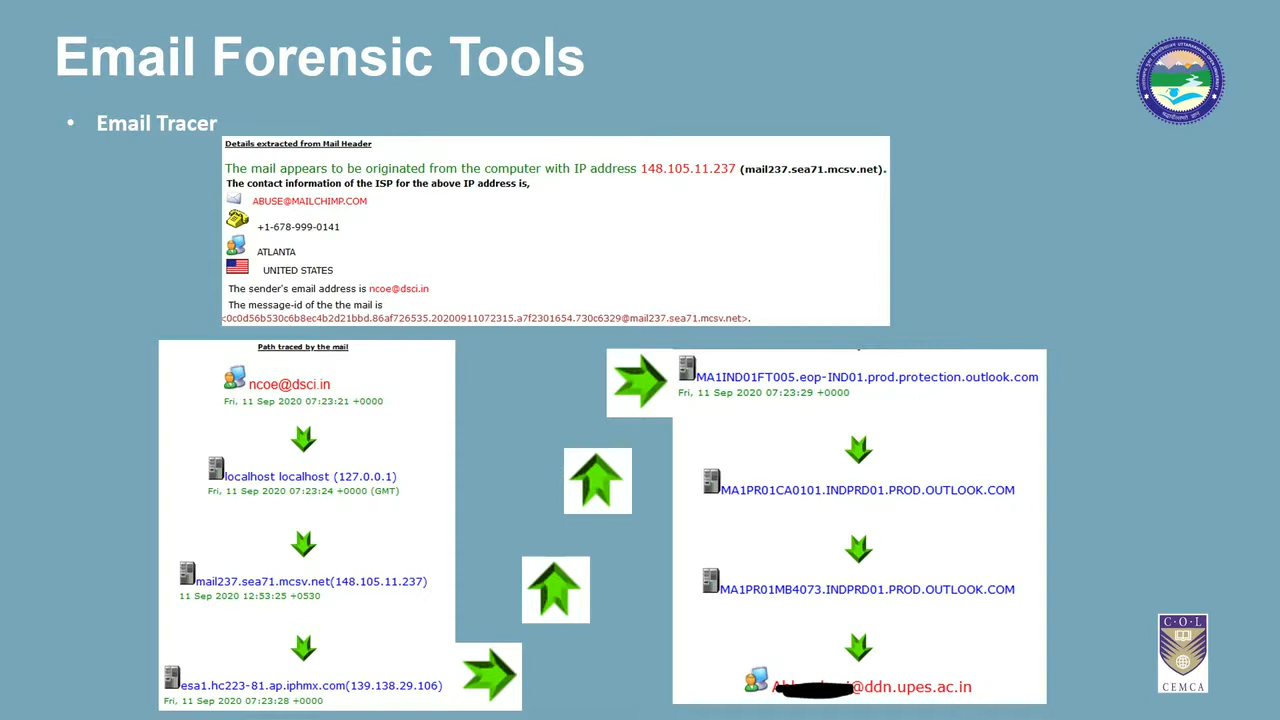 Email Forensic Tools
• Email Tracer
Details extracted from Mail Header
The mail appears to be originated from the computer with IP address 148.105.11.237 (mail237.sea71.mcsv.net).
The contact information of the ISP for the above IP address is,
ABUSE@MAILCHIMP.COM
+1-678-999-0141
ATLANTA
UNITED STATES
The sender's email address is ncoe@dsci.in
The message-id of the the mail is
<0c0d56b530c6b8ec4b2d21bbd.86af726535.20200911072315.a7f2301654.730c6329@mail237.sea71.mcsv.net>.
Path traced by the mail
ncoe@dsci.in
Fri, 11 Sep 2020 07:23:21 +0000
localhost localhost (127.0.0.1)
Fri, 11 Sep 2020 07:23:24 +0000 (GMT)
mail237.sea71.mcsv.net(148.105.11.237)
11 Sep 2020 12:53:25 +0530
esa1.hc223-81.ap.iphmx.com(139.138.29.106)
Fri, 11 Sep 2020 07:23:28 +0000
MA1IND01FT005.eop-IND01.prod.protection.outlook.com
Fri, 11 Sep 2020 07:23:29 +0000
MA1PR01CA0101.INDPRD01.PROD.OUTLOOK.COM
MA1PR01MB4073.INDPRD01.PROD.OUTLOOK.COM
@ddn.upes.ac.in
C·O·L
CEMCA